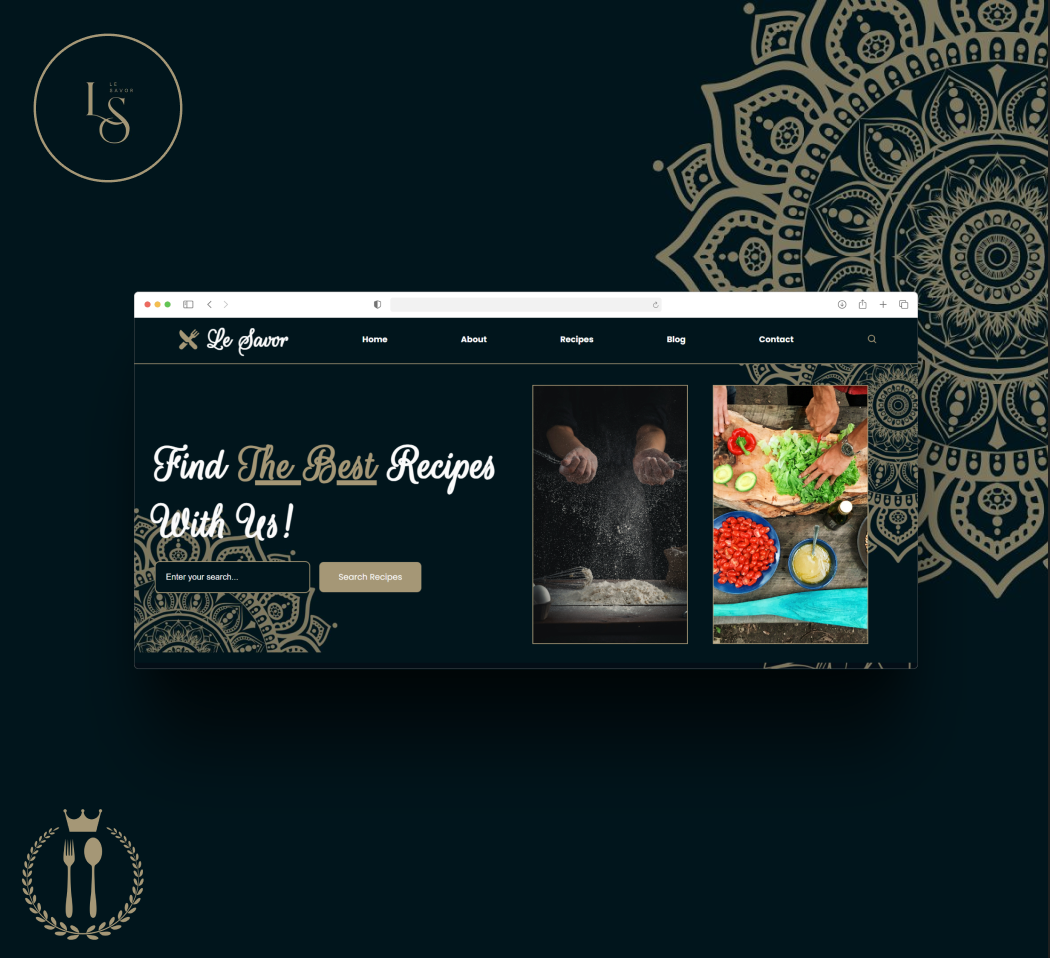 LE
SAVOR
LS
Le Savor
Home
About
Recipes
Blog
Contact
Find The Best Recipes
With Us!
Enter your search...
Search Recipes